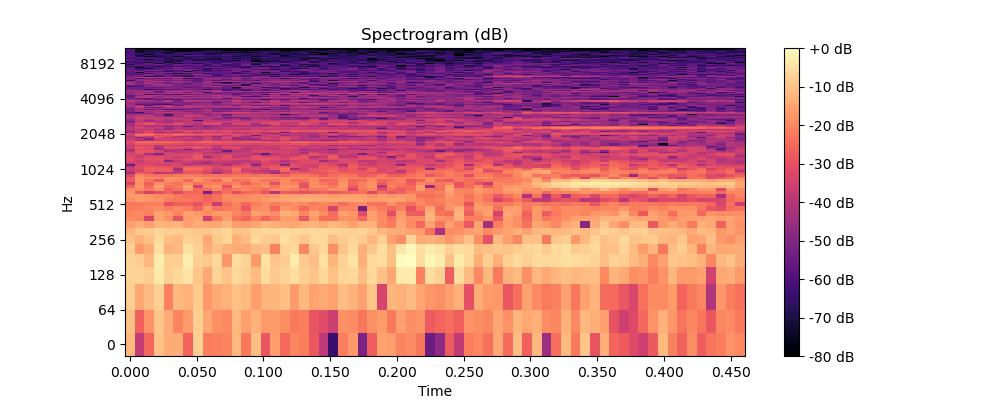 Spectrogram (dB)
Hz
8192
4096
2048
1024
512
256
128
64
0
0.000 0.050 0.100 0.150 0.200 0.250 0.300 0.350 0.400 0.450
Time
+0 dB
-10 dB
-20 dB
-30 dB
-40 dB
-50 dB
-60 dB
-70 dB
-80 dB